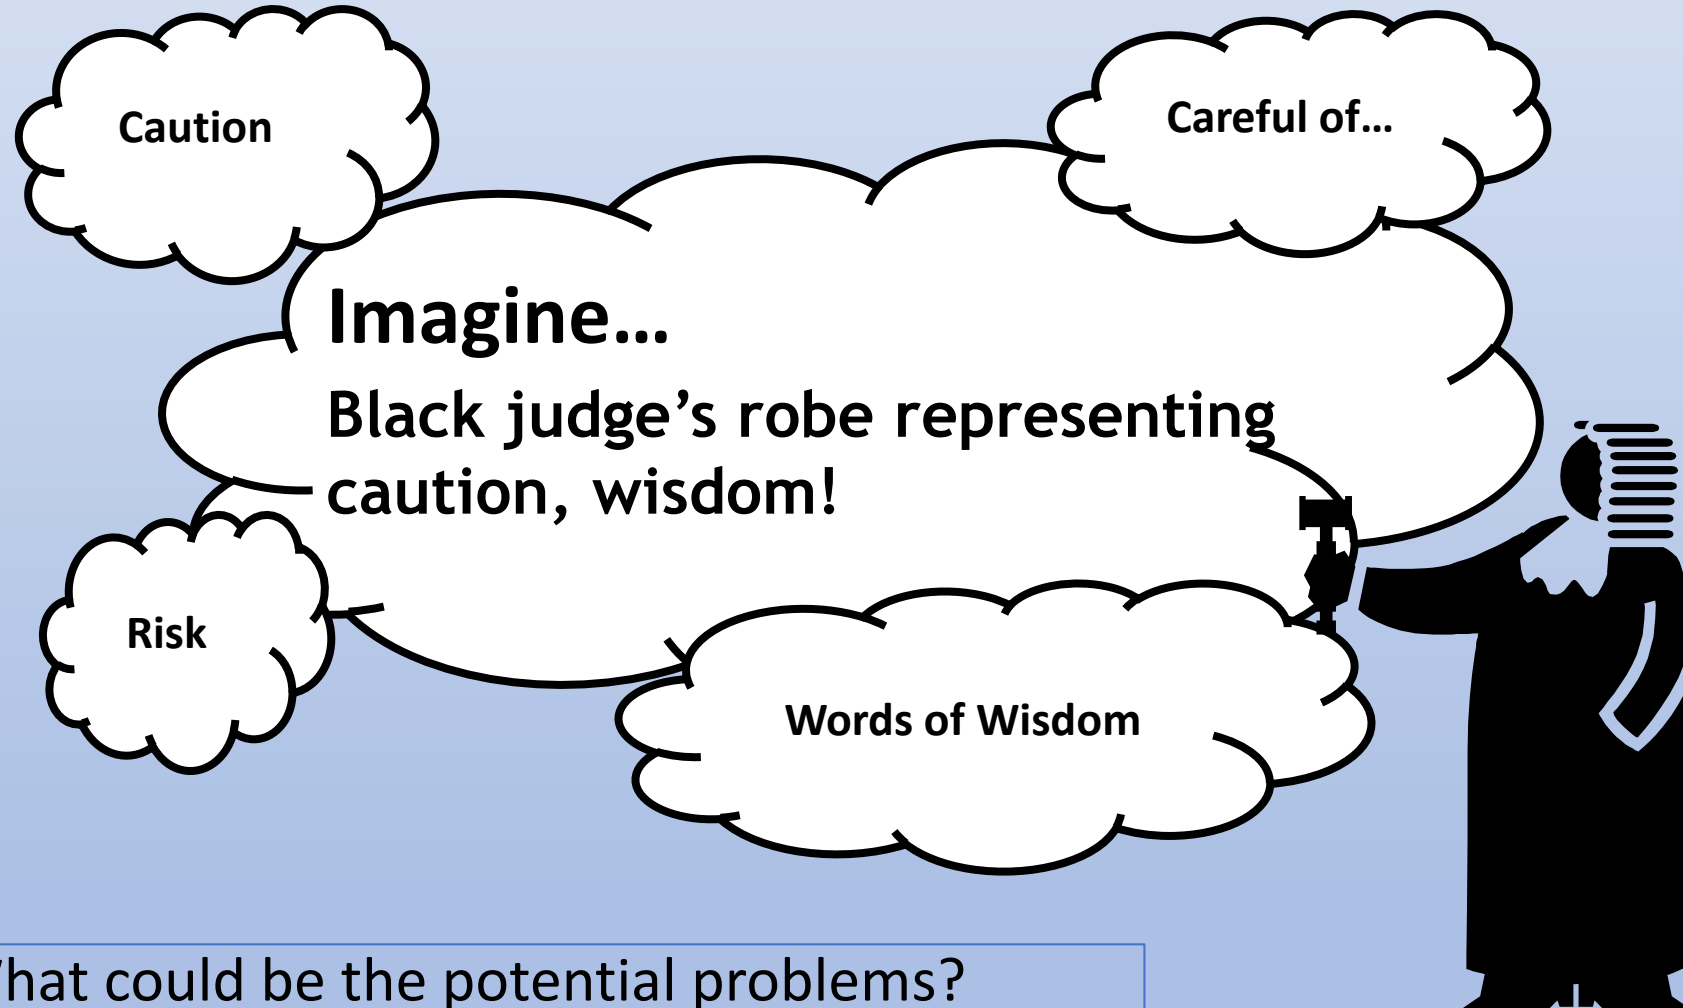 Caution
Careful of…
Imagine…
Black judge’s robe representing
caution, wisdom!
Risk
Words of Wisdom
could be the potential problems?